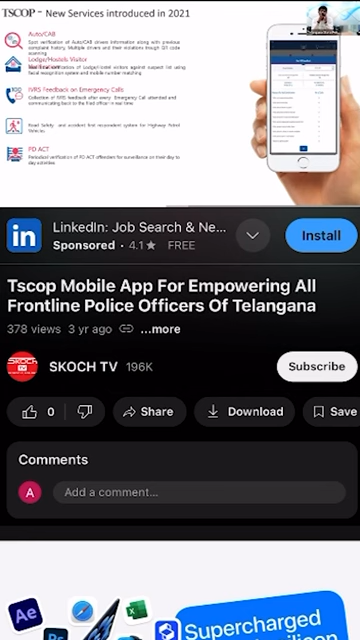 TSCOP – New Services introduced in 2021
Auto/CAB
Spot verification of Auto/CAB drivers information along with previous
complaint history. Multiple drivers and their violations through QR code
scanning
Lodge/Hostels Visitor
Verification of Lodge/hotel visitors against suspect list using
facial recognition system and mobile number matching
IVRS Feedback on Emergency Calls
Collection of IVRS feedback after every Emergency Call attended and
communicating back to the Field officer in real time
Road Safety and accident first respondent system for Highway Patrol
Vehicles
PD ACT
Periodical verification of PD ACT offenders for surveillance on their day to
day activities
LinkedIn: Job Search & Ne...
Sponsored · 4.1★ FREE
Install
Tscop Mobile App For Empowering All
Frontline Police Officers Of Telangana
378 views 3 yr ago ...more
SKOCH TV 196K
Subscribe
0
Share
Download
Save
Comments
A
Add a comment...
Ae
Ps
Supercharged